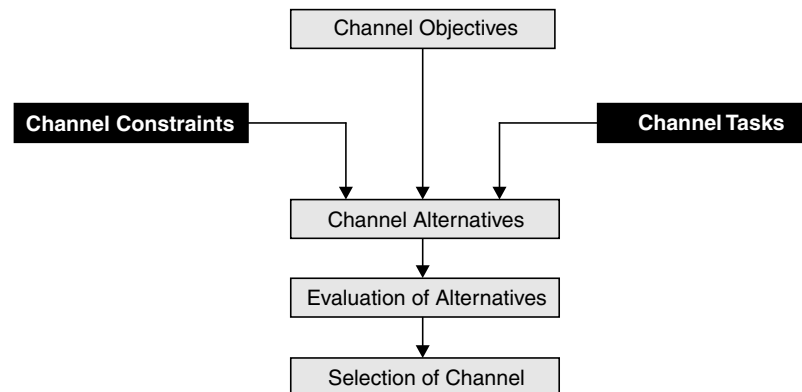 Channel Objectives
Channel Constraints
Channel Tasks
Channel Alternatives
Evaluation of Alternatives
Selection of Channel